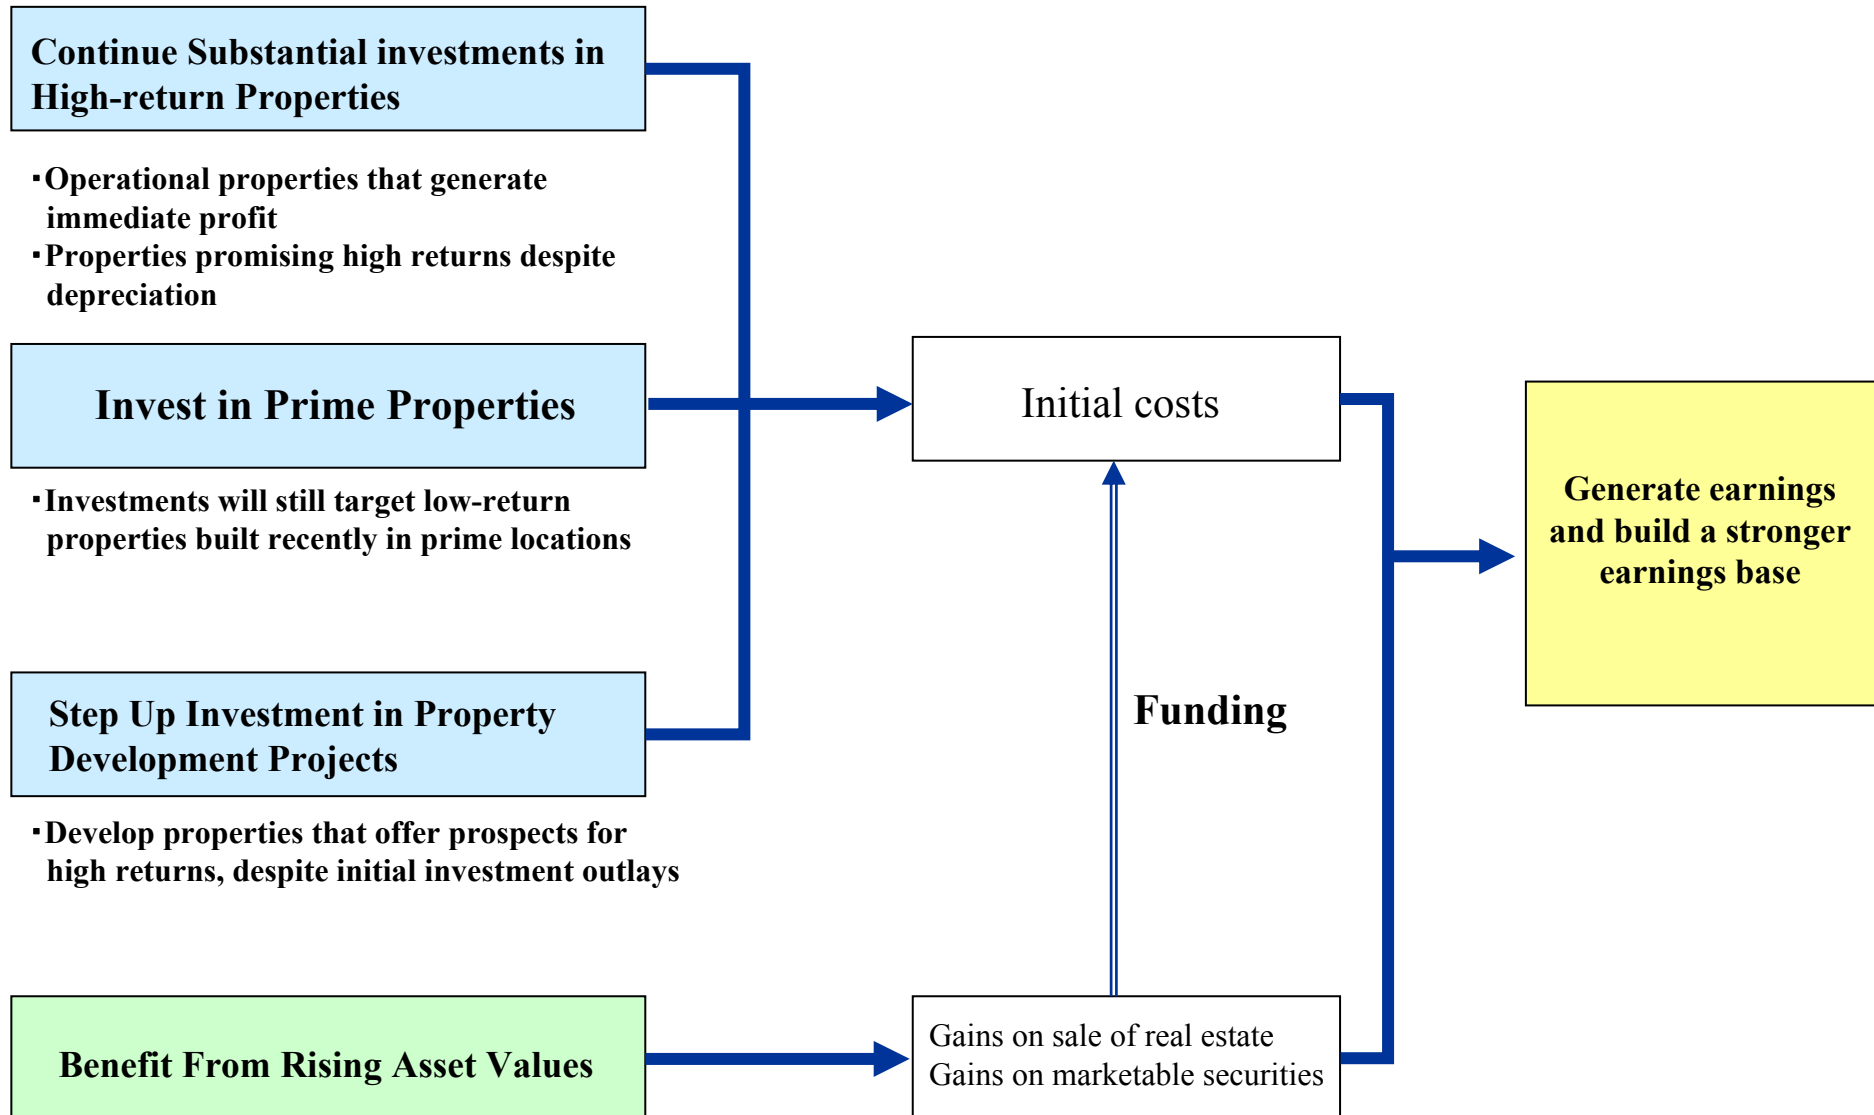 Continue Substantial investments in
High-return Properties
・Operational properties that generate
immediate profit
・Properties promising high returns despite
depreciation
Invest in Prime Properties
・Investments will still target low-return
properties built recently in prime locations
Step Up Investment in Property
Development Projects
・Develop properties that offer prospects for
high returns, despite initial investment outlays
Benefit From Rising Asset Values
Initial costs
Funding
Gains on sale of real estate
Gains on marketable securities
Generate earnings
and build a stronger
earnings base